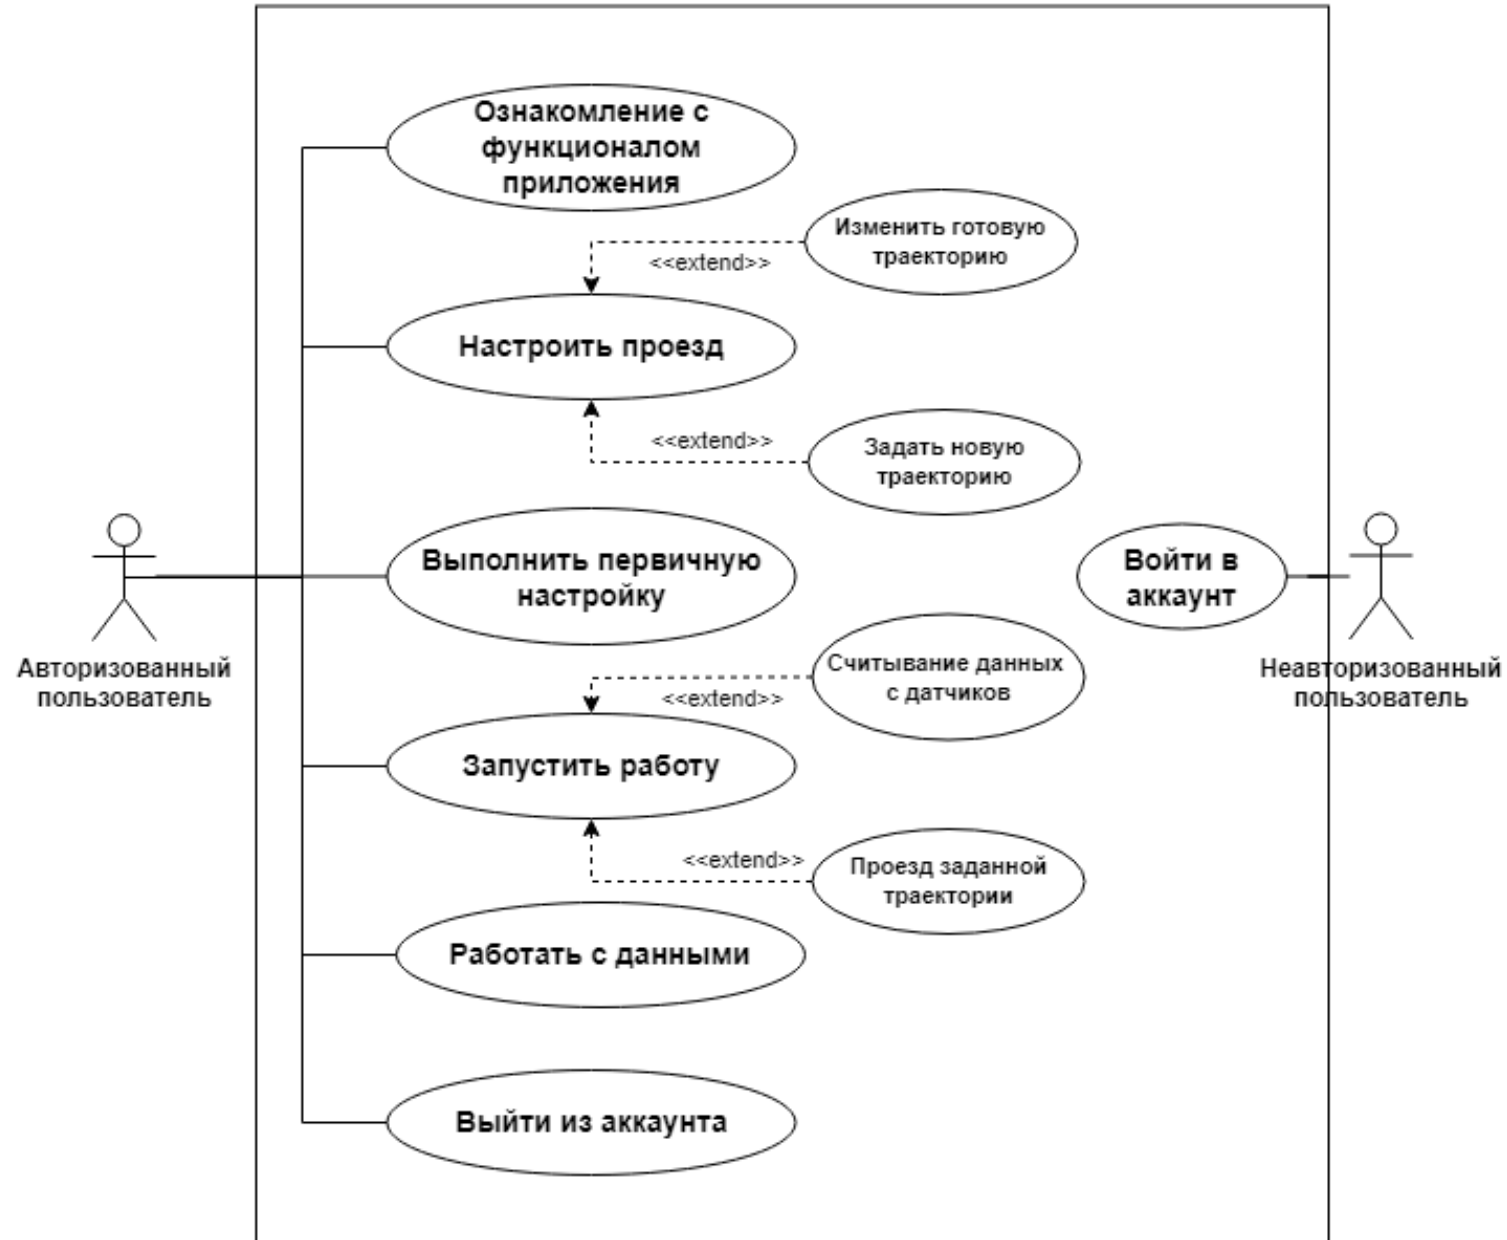 Ознакомление с
функционалом
приложения
Изменить готовую
траекторию
<<extend>>
Настроить проезд
<<extend>>
Задать новую
траекторию
Выполнить первичную
настройку
Войти в
аккаунт
Авторизованный
пользователь
Неавторизованный
пользователь
Считывание данных
с датчиков
<<extend>>
Запустить работу
<<extend>>
Проезд заданной
траектории
Работать с данными
Выйти из аккаунта